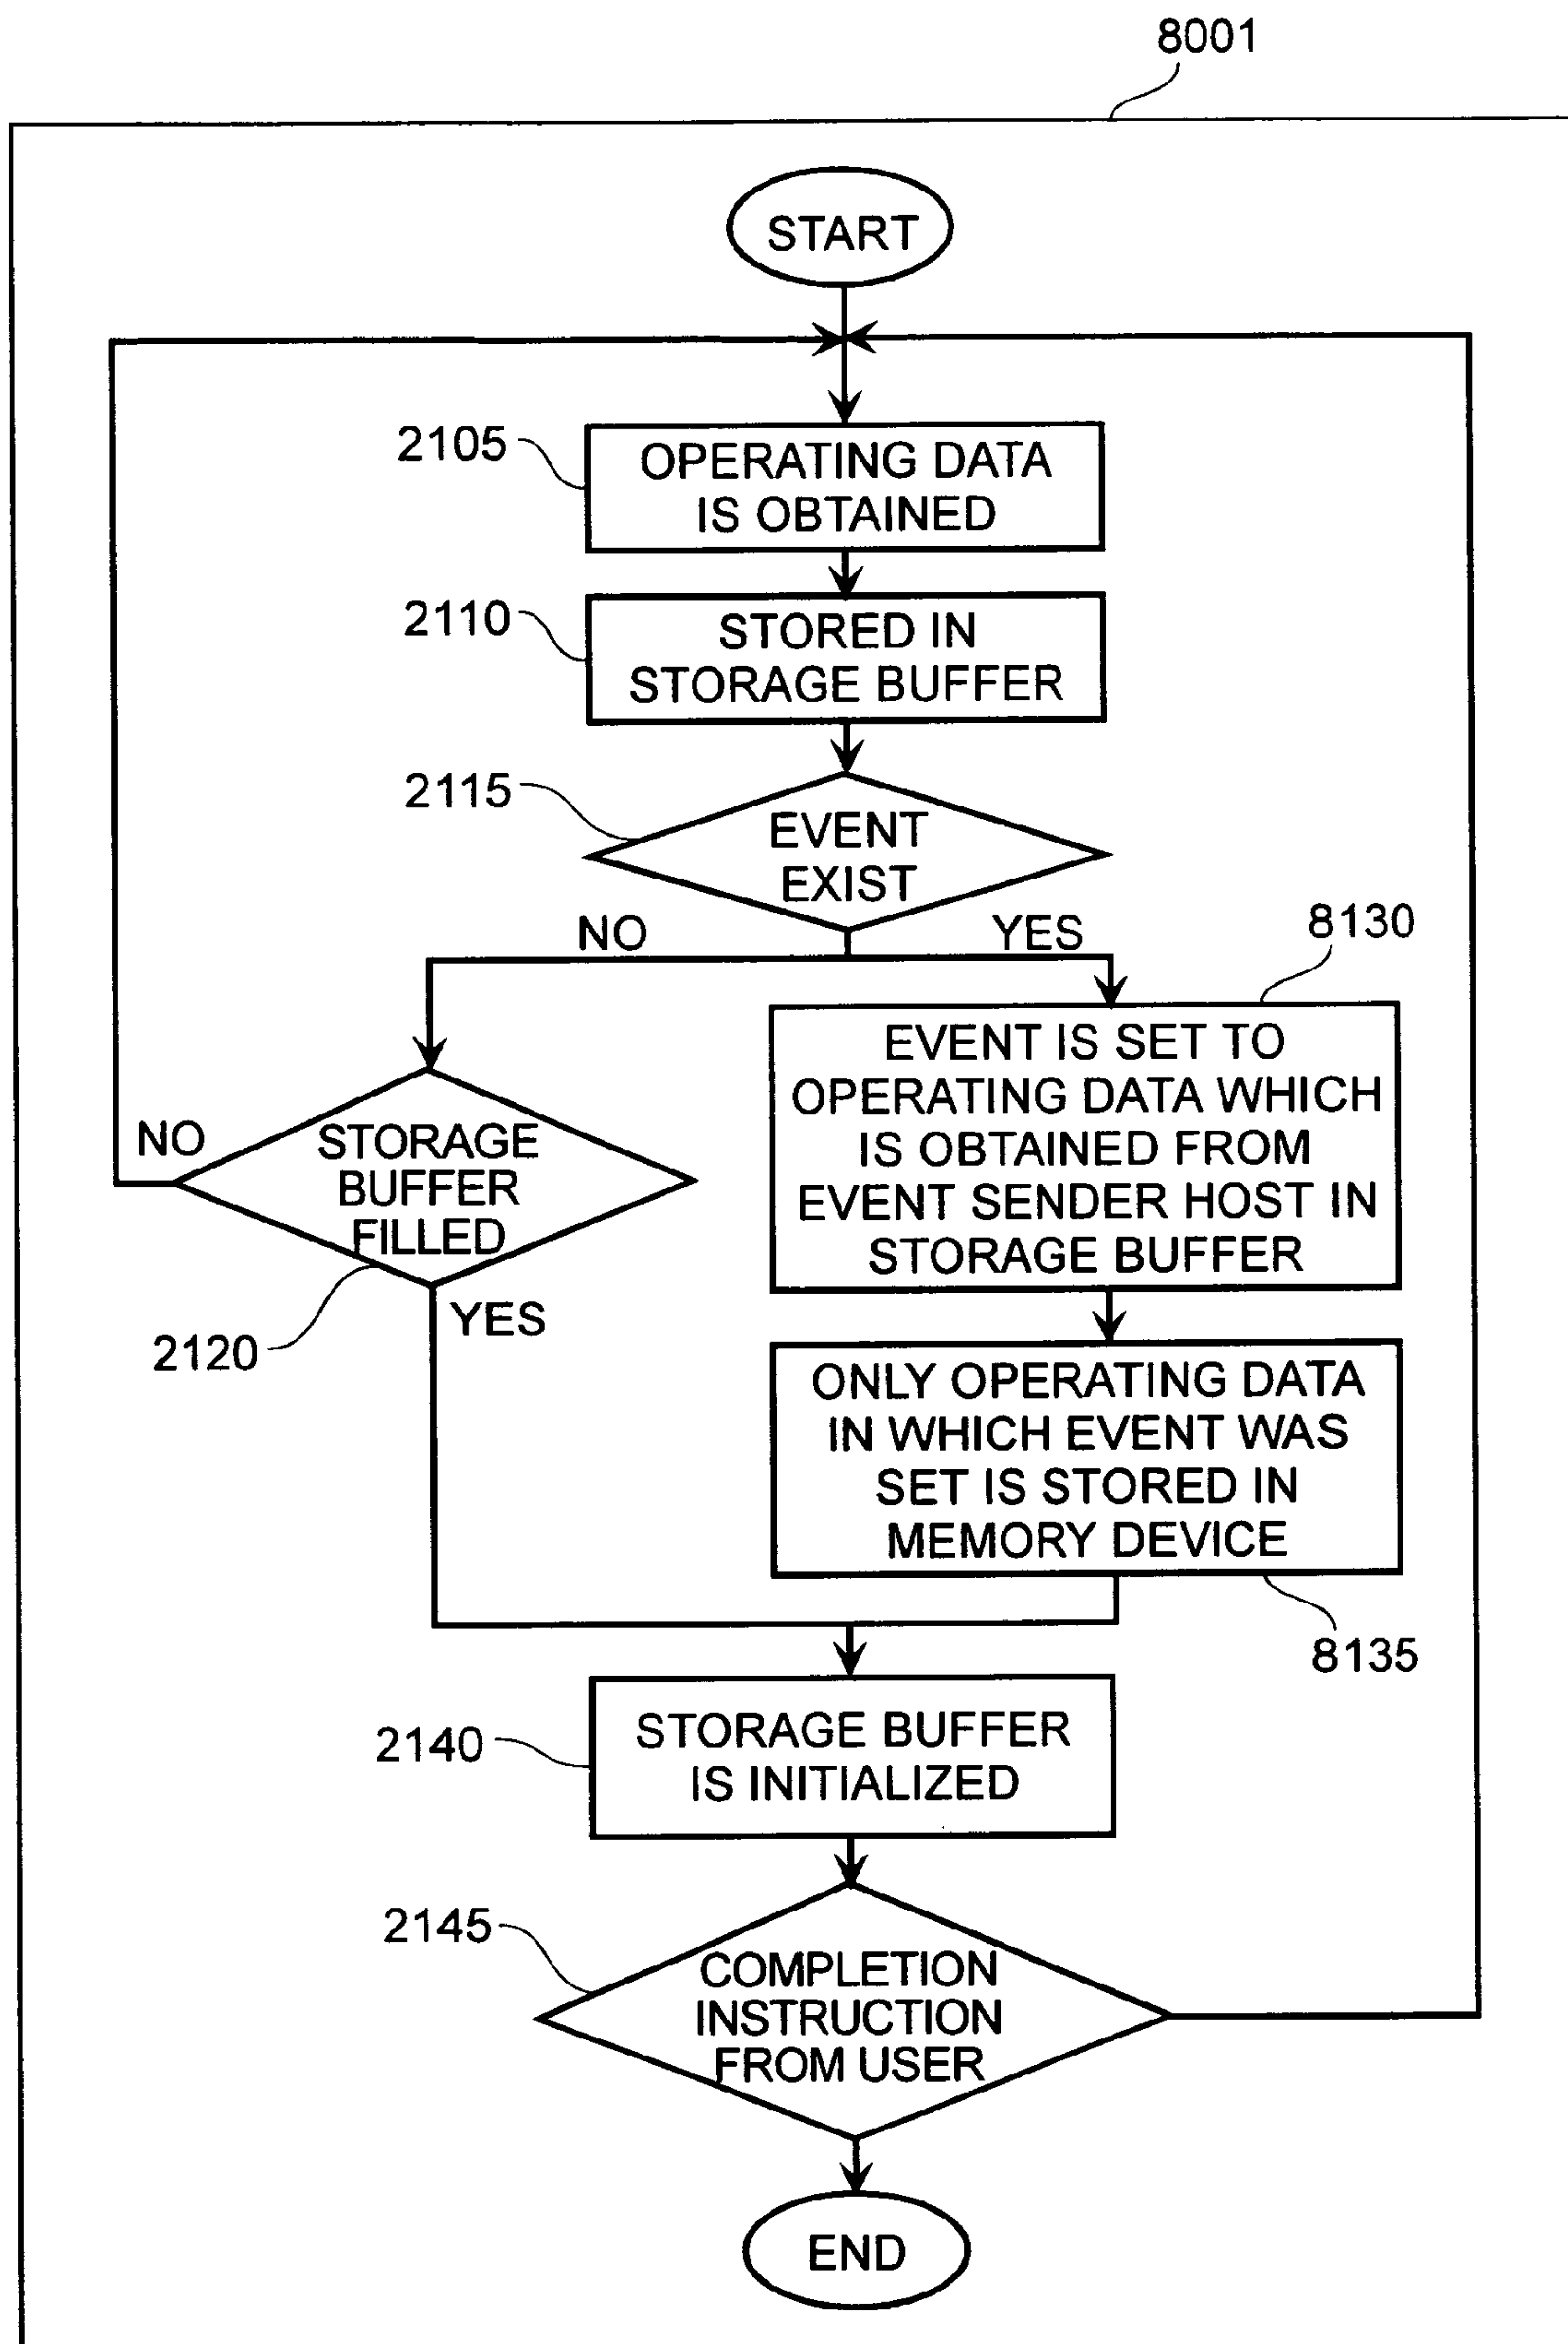 8001
START
2105
OPERATING DATA
IS OBTAINED
2110
STORED IN
STORAGE BUFFER
2115
EVENT
EXIST
NO
YES
8130
EVENT IS SET TO
OPERATING DATA WHICH
IS OBTAINED FROM
EVENT SENDER HOST IN
STORAGE BUFFER
NO
STORAGE
BUFFER
FILLED
YES
2120
ONLY OPERATING DATA
IN WHICH EVENT WAS
SET IS STORED IN
MEMORY DEVICE
8135
2140
STORAGE BUFFER
IS INITIALIZED
2145
COMPLETION
INSTRUCTION
FROM USER
END